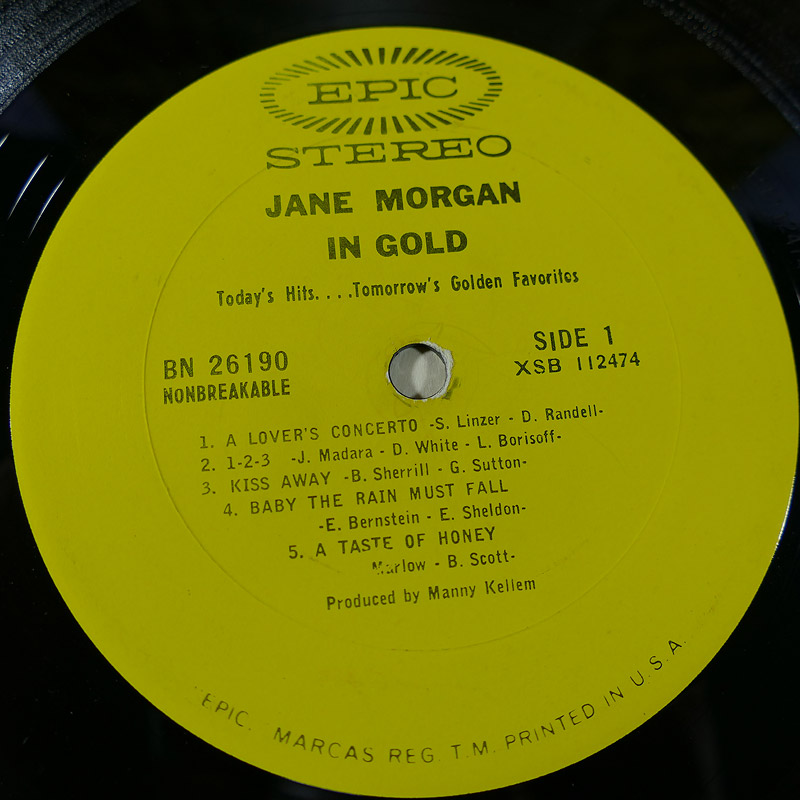 EPIC
STEREO
JANE MORGAN
IN GOLD
Today's Hits. . . .Tomorrow's Golden Favorites
BN 26190
NONBREAKABLE
SIDE 1
XSB 112474
1. A LOVER'S CONCERTO -S. Linzer - D. Randell-
2. 1-2-3 -J. Madara - D. White - L. Borisoff-
3. KISS AWAY -B. Sherrill - G. Sutton-
4. BABY THE RAIN MUST FALL
-E. Bernstein - E. Sheldon-
5. A TASTE OF HONEY
Marlow - B. Scott-
Produced by Manny Kellem
"EPIC. MARCAS REG. T.M. PRINTED IN U.S.A.